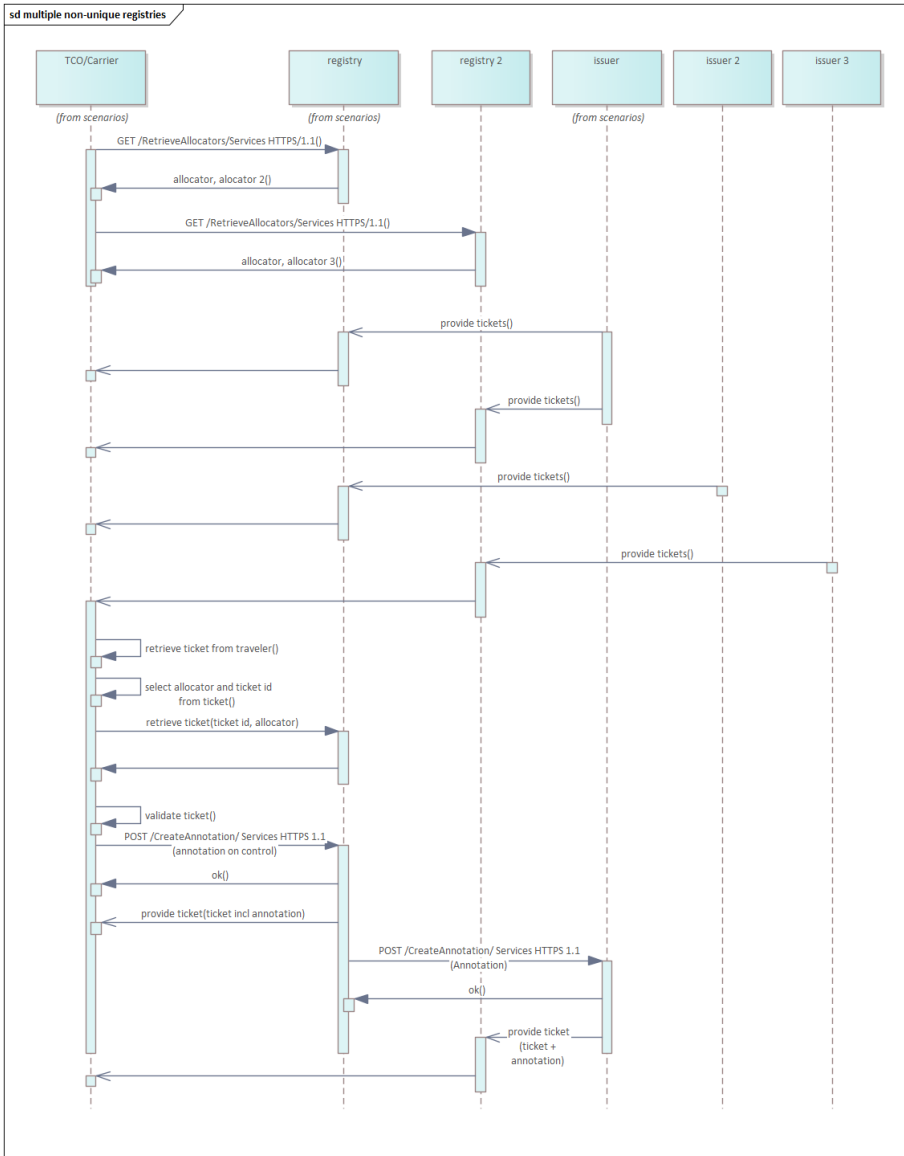 sd multiple non-unique registries
TCO/Carrier
registry
registry 2
issuer
issuer 2
issuer 3
(from scenarios)
(from scenarios)
(from scenarios)
GET /RetrieveAllocators/Services HTTPS/1.1()
allocator, alocator 2()
GET /RetrieveAllocators/Services HTTPS/1.1()
allocator, allocator 3()
provide tickets()
provide tickets()
provide tickets()
provide tickets()
retrieve ticket from traveler()
select allocator and ticket id
from ticket()
retrieve ticket(ticket id, allocator)
validate ticket()
POST /CreateAnnotation/ Services HTTPS 1.1
(annotation on control)
ok()
provide ticket(ticket incl annotation)
POST /CreateAnnotation/ Services HTTPS 1.1
(Annotation)
ok()
provide ticket
(ticket +
annotation)